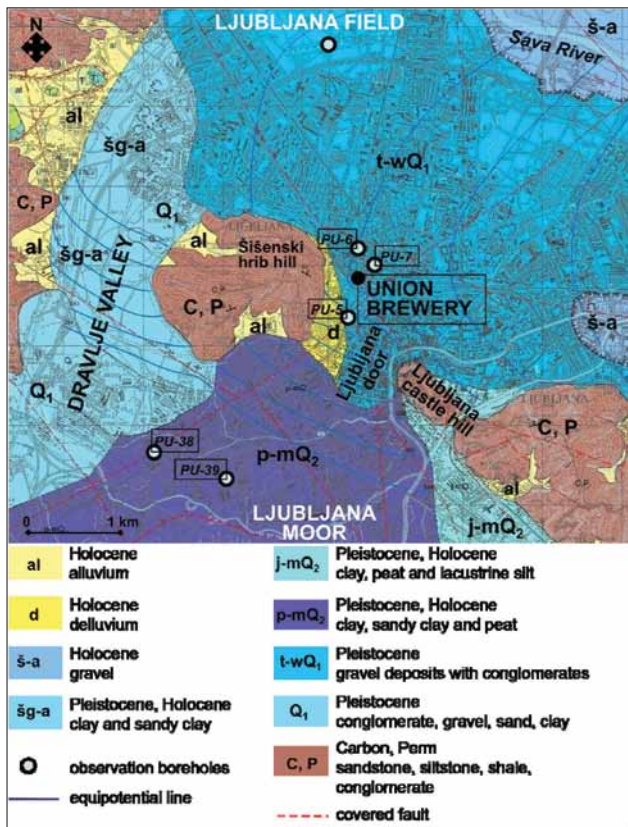 LJUBLJANA FIELD
š-a
Sava River
al
šg-a
t-wQ₁
C, P
Q₁
al
al
šg-a
Šišenski
hrib hill
PU-6
PU-7
UNION
BREWERY
DRAVLJE VALLEY
C, P
PU-5
d
š-a
al
Ljubljana
door
Q₁
Ljubljana
castle hill
LJUBLJANA
C, P
PU-38
p-mQ₂
PU-39
al
LJUBLJANA
MOOR
j-mQ₂
0 1 km
al Holocene
alluvium
d Holocene
delluvium
š-a Holocene
gravel
šg-a Pleistocene, Holocene
clay and sandy clay
observation boreholes
equipotential line
j-mQ₂ Pleistocene, Holocene
clay, peat and lacustrine silt
p-mQ₂ Pleistocene, Holocene
clay, sandy clay and peat
t-wQ₁ Pleistocene
gravel deposits with conglomerates
Q₁ Pleistocene
conglomerate, gravel, sand, clay
C, P Carbon, Perm
sandstone, siltstone, shale,
conglomerate
covered fault